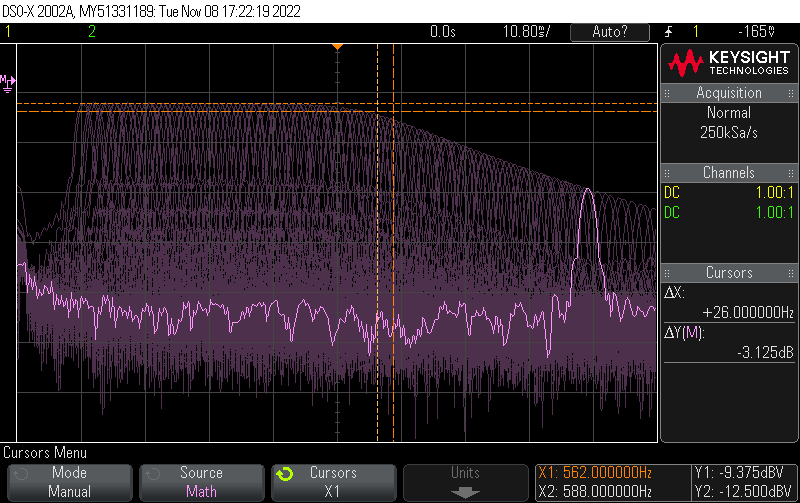 DSO-X 2002A, MY51331189: Tue Nov 08 17:22:19 2022
1 2 0.0s 10.80s/ Auto? 1 -165V
M
KEYSIGHT
TECHNOLOGIES
Acquisition
Normal
250kSa/s
Channels
DC 1.00:1
DC 1.00:1
Cursors
ΔX:
+26.000000Hz
ΔY(M):
-3.125dB
Cursors Menu
Mode
Manual
Source
Math
Cursors
X1
Units
X1: 562.000000Hz
X2: 588.000000Hz
Y1: -9.375dBV
Y2: -12.500dBV